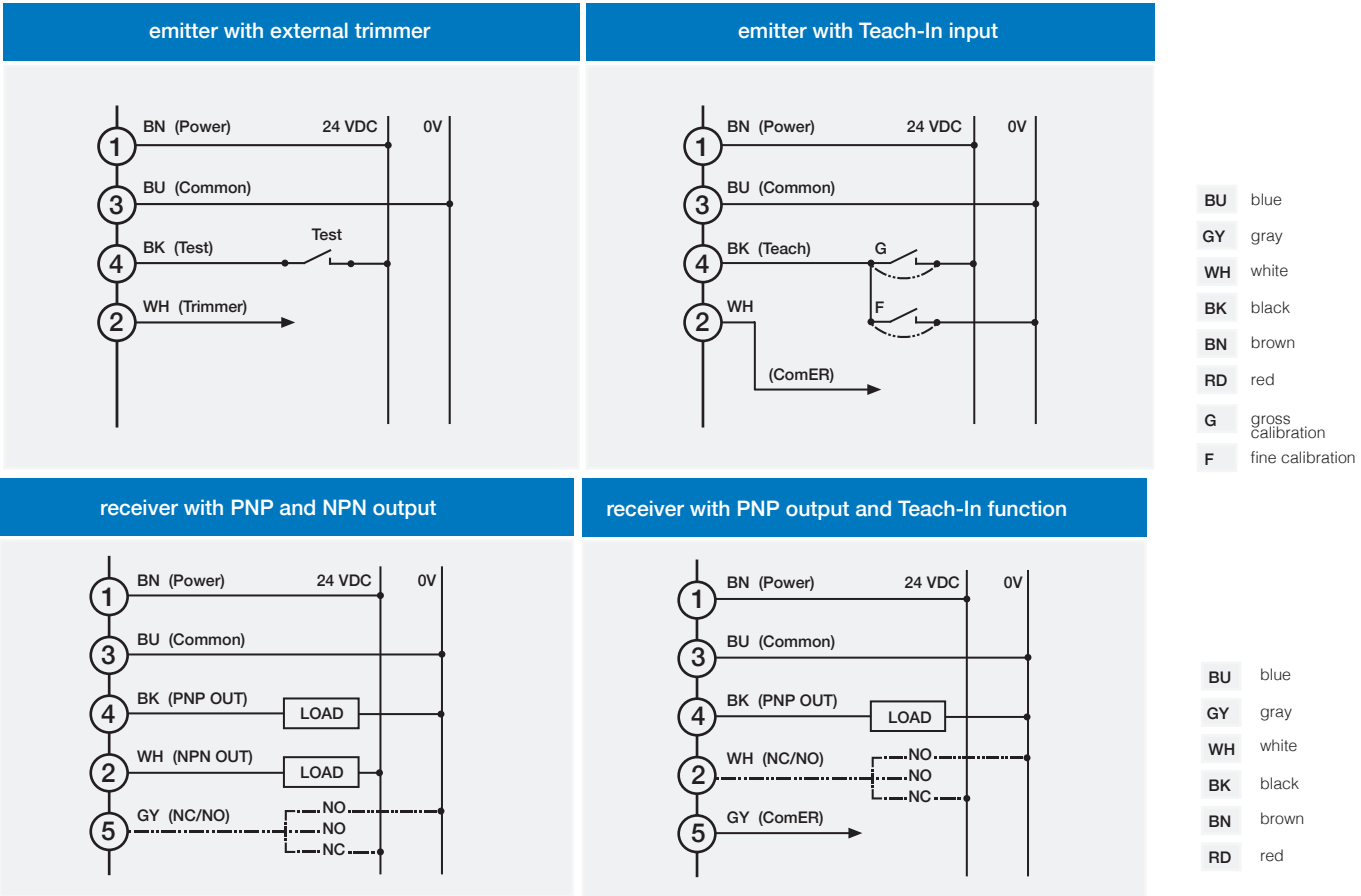 emitter with external trimmer
BN (Power) 24 VDC 0V
1
BU (Common)
3
BK (Test) Test
4
WH (Trimmer)
2
emitter with Teach-In input
BN (Power) 24 VDC 0V
1
BU (Common)
3
BK (Teach) G
4
WH F
2
(ComER)
BU blue
GY gray
WH white
BK black
BN brown
RD red
G gross
calibration
F fine calibration
receiver with PNP and NPN output
BN (Power) 24 VDC 0V
1
BU (Common)
3
BK (PNP OUT)
4 LOAD
WH (NPN OUT)
2 LOAD
GY (NC/NO) NO
5 NO
NC
receiver with PNP output and Teach-In function
BN (Power) 24 VDC 0V
1
BU (Common)
3
BK (PNP OUT)
4 LOAD
WH (NC/NO) NO
2 NO
NC
GY (ComER)
5
BU blue
GY gray
WH white
BK black
BN brown
RD red